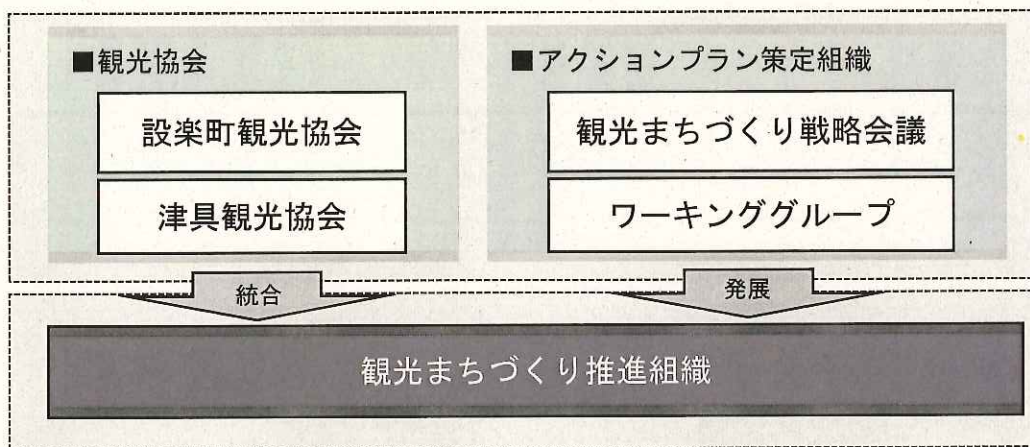 ■観光協会
設楽町観光協会
津具観光協会
■アクションプラン策定組織
観光まちづくり戦略会議
ワーキンググループ
統合
発展
観光まちづくり推進組織